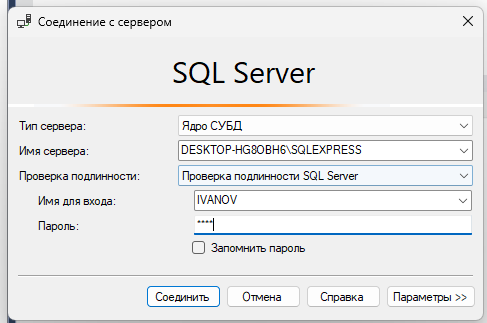 Соединение с сервером
SQL Server
Тип сервера: Ядро СУБД
Имя сервера: DESKTOP-HG8OBH6\SQLEXPRESS
Проверка подлинности: Проверка подлинности SQL Server
Имя для входа: IVANOV
Пароль: ****
Запомнить пароль
Соединить Отмена Справка Параметры >>